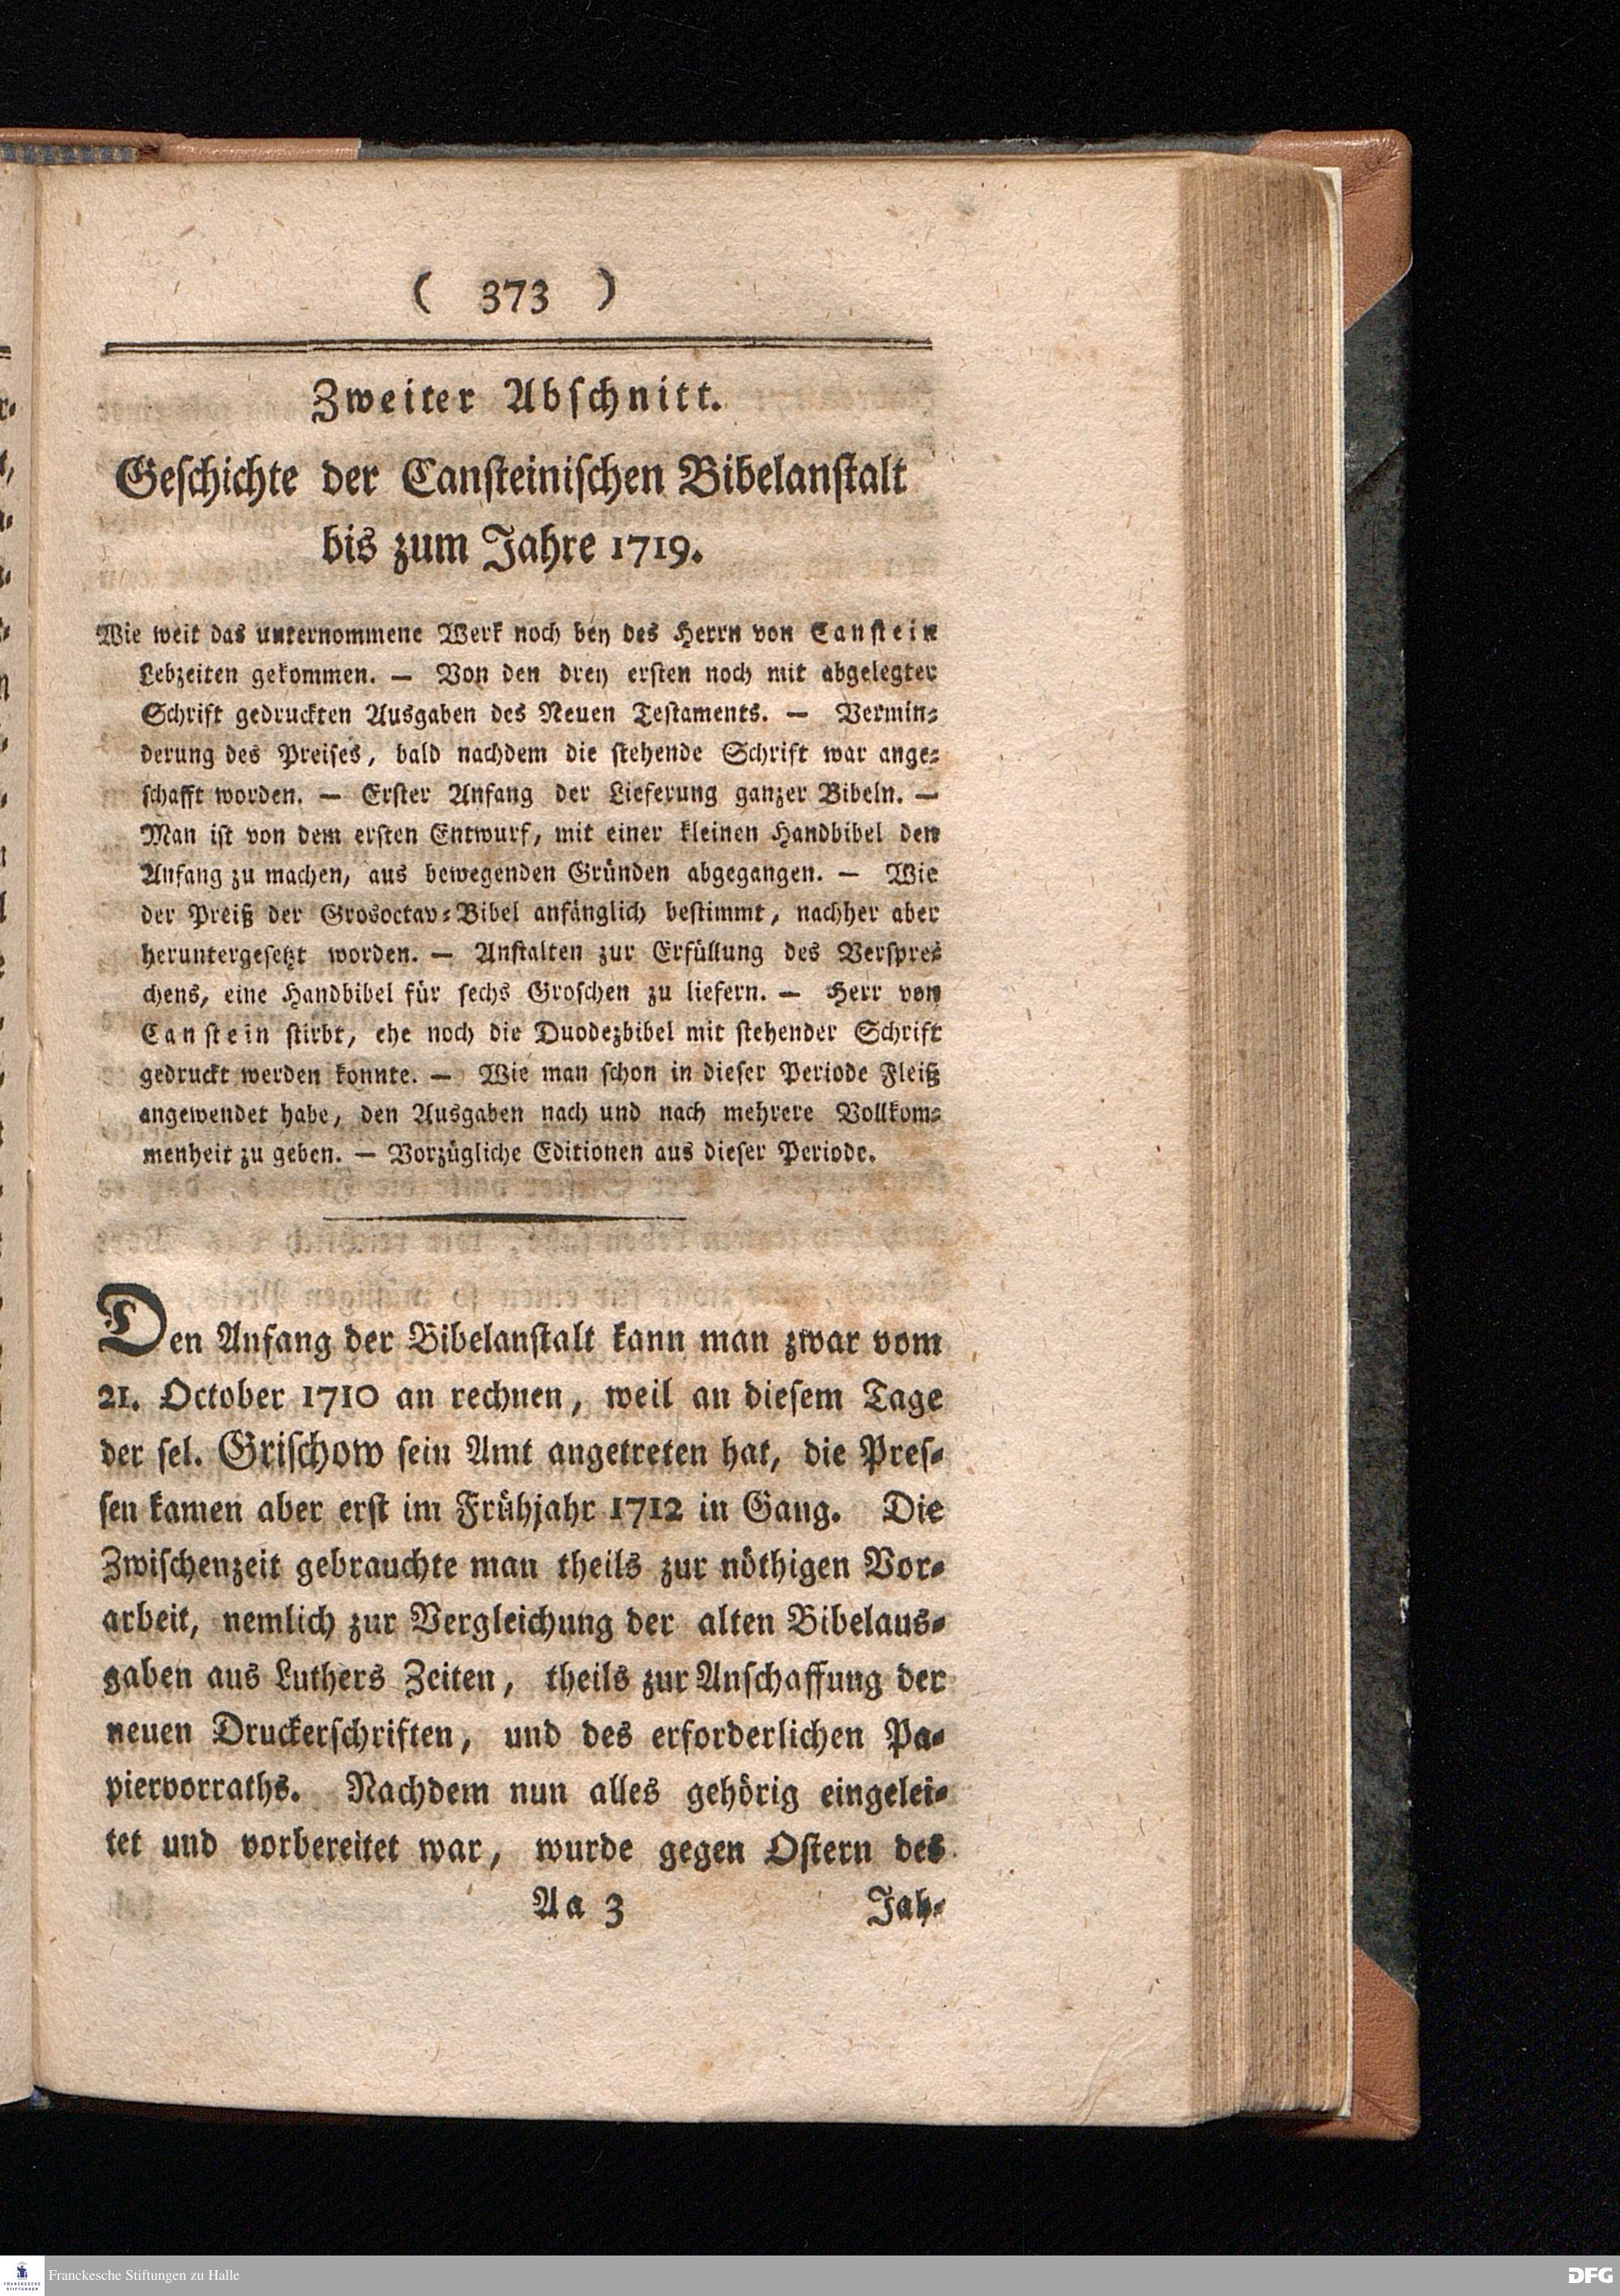 ( 373 )
Zweiter Abschnitt.
Geschichte der Cansteinischen Bibelanstalt
bis zum Jahre 1719.
Wie weit das unternommene Werk noch bey des Herrn von Canstein
Lebzeiten gekommen. — Von den drey ersten noch mit abgelegter
Schrift gedruckten Ausgaben des Neuen Testaments. — Vermin⸗
derung des Preises, bald nachdem die stehende Schrift war ange⸗
schafft worden. — Erster Anfang der Lieferung ganzer Bibeln. —
Man ist von dem ersten Entwurf, mit einer kleinen Handbibel den
Anfang zu machen, aus bewegenden Gründen abgegangen. — Wie
der Preiß der Grosoctav⸗Bibel anfänglich bestimmt, nachher aber
heruntergesetzt worden. — Anstalten zur Erfüllung des Verspre⸗
chens, eine Handbibel für sechs Groschen zu liefern. — Herr von
Canstein stirbt, ehe noch die Duodezbibel mit stehender Schrift
gedruckt werden konnte. — Wie man schon in dieser Periode Fleiß
angewendet habe, den Ausgaben nach und nach mehrere Vollkom⸗
menheit zu geben. — Vorzügliche Editionen aus dieser Periode.
Den Anfang der Bibelanstalt kann man zwar vom
21. October 1710 an rechnen, weil an diesem Tage
der sel. Grischow sein Amt angetreten hat, die Pres⸗
sen kamen aber erst im Frühjahr 1712 in Gang. Die
Zwischenzeit gebrauchte man theils zur nöthigen Vor⸗
arbeit, nemlich zur Vergleichung der alten Bibelaus⸗
gaben aus Luthers Zeiten, theils zur Anschaffung der
neuen Druckerschriften, und des erforderlichen Pa⸗
piervorraths. Nachdem nun alles gehörig eingelei⸗
tet und vorbereitet war, wurde gegen Ostern des
Aa 3 Jah⸗
FRANCKESCHE STIFTUNGEN
Franckesche Stiftungen zu Halle
DFG